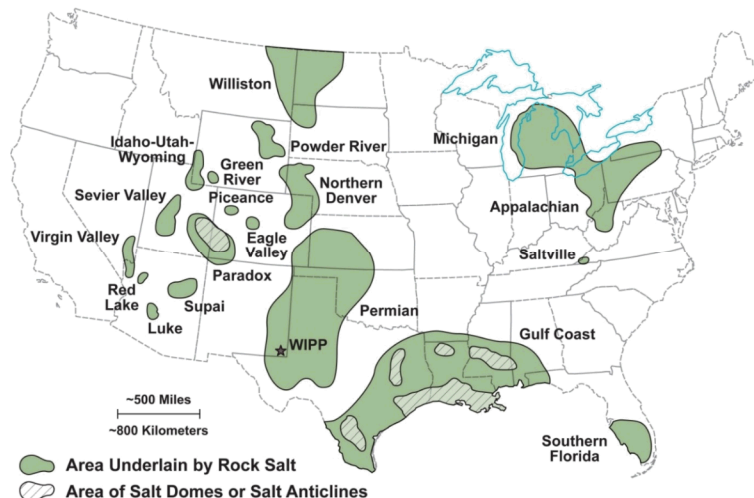 Williston
Michigan
Idaho-Utah-
Wyoming
Powder River
Green
River
Northern
Denver
Sevier Valley
Piceance
Appalachian
Virgin Valley
Eagle
Valley
Saltville
Paradox
Red
Lake
Supai
Permian
Luke
WIPP
Gulf Coast
~500 Miles
~800 Kilometers
Southern
Florida
Area Underlain by Rock Salt
Area of Salt Domes or Salt Anticlines